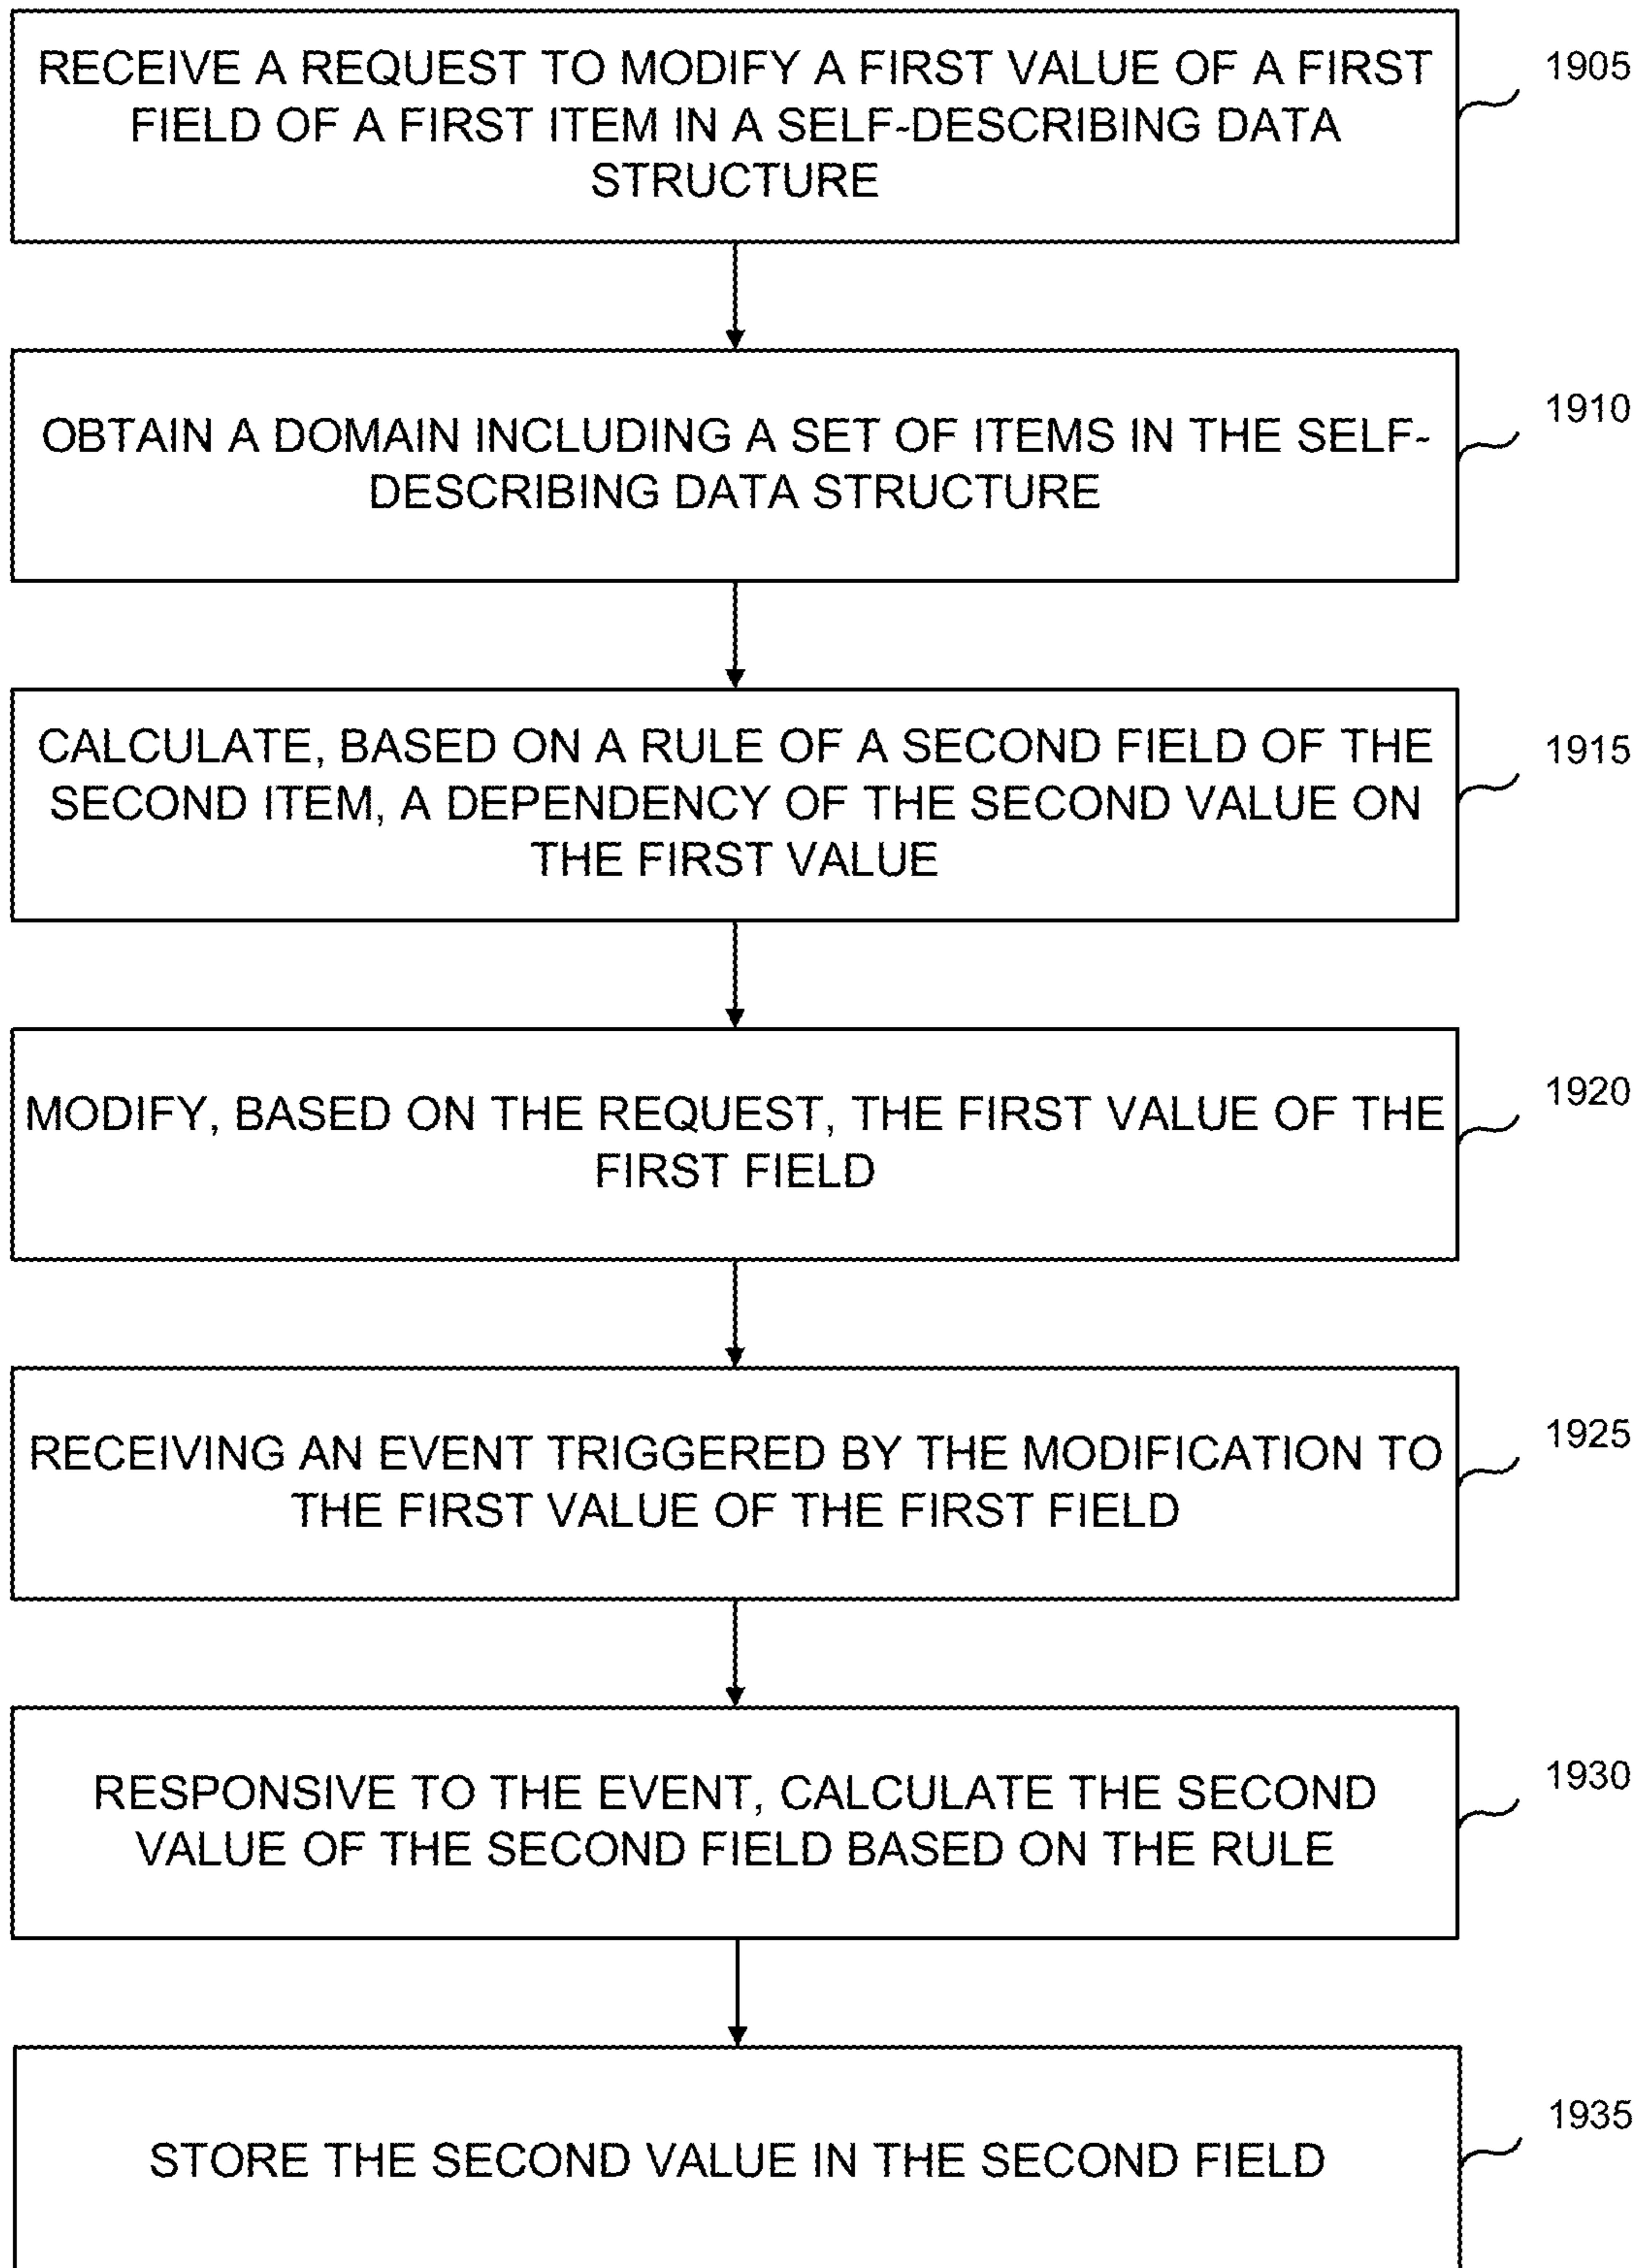 RECEIVE A REQUEST TO MODIFY A FIRST VALUE OF A FIRST
FIELD OF A FIRST ITEM IN A SELF-DESCRIBING DATA
STRUCTURE
1905
OBTAIN A DOMAIN INCLUDING A SET OF ITEMS IN THE SELF-
DESCRIBING DATA STRUCTURE
1910
CALCULATE, BASED ON A RULE OF A SECOND FIELD OF THE
SECOND ITEM, A DEPENDENCY OF THE SECOND VALUE ON
THE FIRST VALUE
1915
MODIFY, BASED ON THE REQUEST, THE FIRST VALUE OF THE
FIRST FIELD
1920
RECEIVING AN EVENT TRIGGERED BY THE MODIFICATION TO
THE FIRST VALUE OF THE FIRST FIELD
1925
RESPONSIVE TO THE EVENT, CALCULATE THE SECOND
VALUE OF THE SECOND FIELD BASED ON THE RULE
1930
STORE THE SECOND VALUE IN THE SECOND FIELD
1935